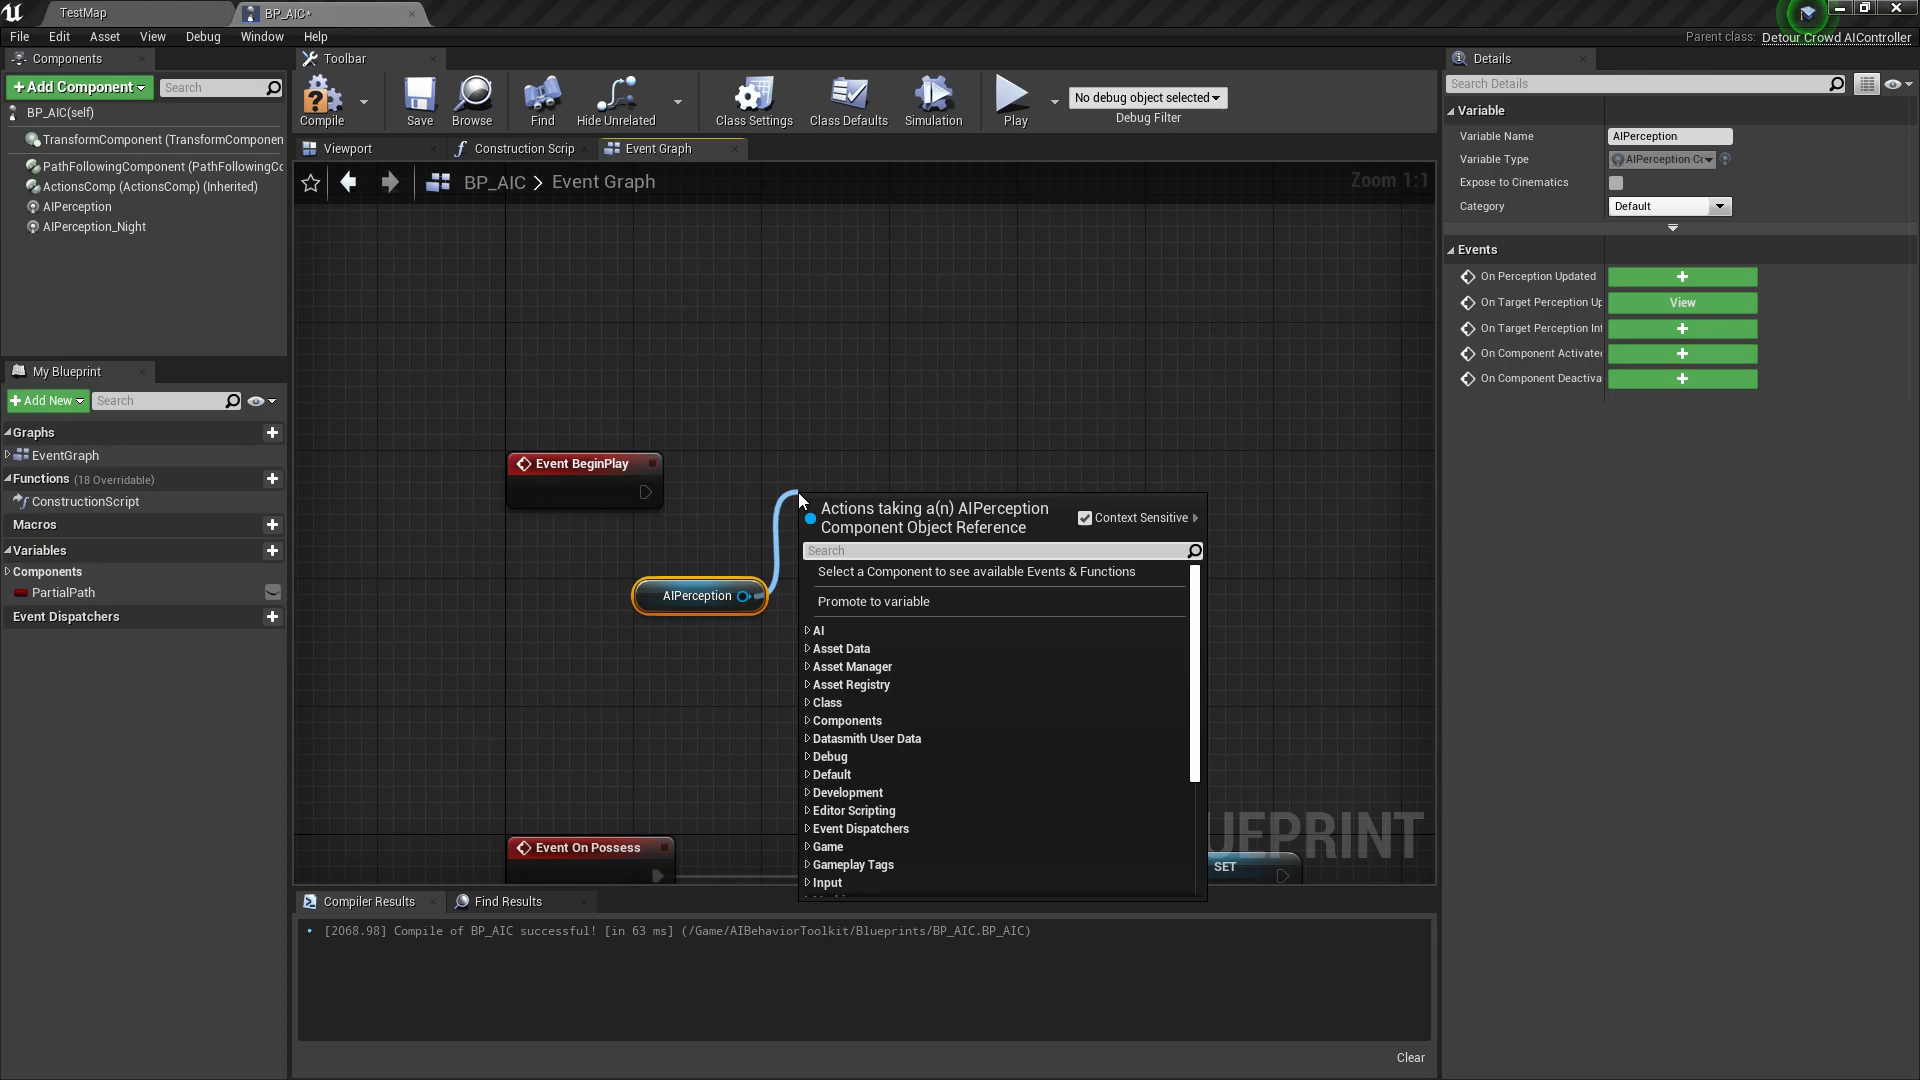 TestMap
BP_AIC*
File Edit Asset View Debug Window Help
Parent class: Detour Crowd AIController
Components
+ Add Component
Search
BP_AIC(self)
TransformComponent (TransformComponen
PathFollowingComponent (PathFollowingCc
ActionsComp (ActionsComp) (Inherited)
AIPerception
AIPerception_Night
My Blueprint
+ Add New
Search
Graphs
EventGraph
Functions (18 Overridable)
ConstructionScript
Macros
Variables
Components
PartialPath
Event Dispatchers
Toolbar
Compile
Save
Browse
Find
Hide Unrelated
Class Settings
Class Defaults
Simulation
Play
No debug object selected
Debug Filter
Viewport
Construction Scrip
Event Graph
BP_AIC > Event Graph
Zoom 1:1
Event BeginPlay
AIPerception
Event On Possess
SET
UEPRINT
Actions taking a(n) AIPerception
Component Object Reference
Context Sensitive
Search
Select a Component to see available Events & Functions
Promote to variable
AI
Asset Data
Asset Manager
Asset Registry
Class
Components
Datasmith User Data
Debug
Default
Development
Editor Scripting
Event Dispatchers
Game
Gameplay Tags
Input
Compiler Results
Find Results
[2068.98] Compile of BP_AIC successful! [in 63 ms] (/Game/AIBehaviorToolkit/Blueprints/BP_AIC.BP_AIC)
Clear
Details
Search Details
Variable
Variable Name AIPerception
Variable Type AIPerception Cc
Expose to Cinematics
Category Default
Events
On Perception Updated
On Target Perception Up View
On Target Perception Inf
On Component Activated
On Component Deactiva